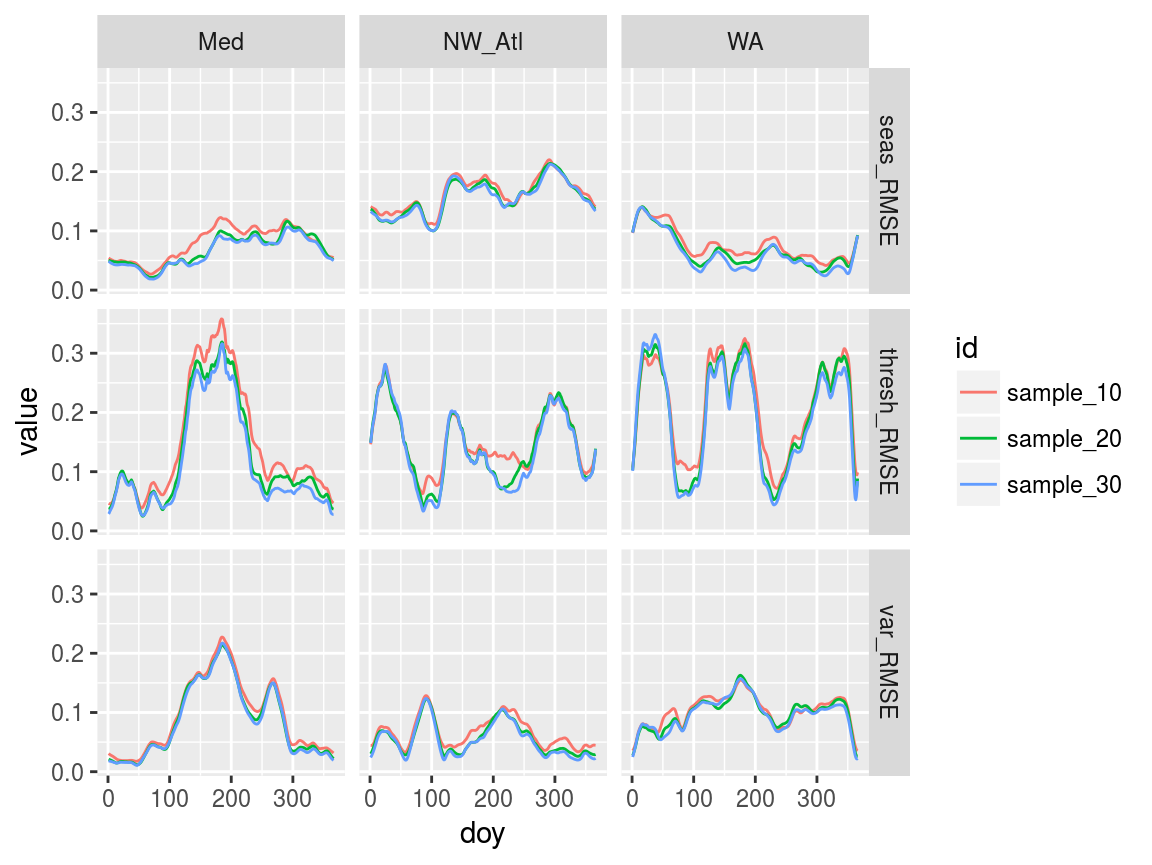 Med NW_Atl WA
0.3
0.2
0.1
0.0
seas_RMSE
0.3
0.2
0.1
0.0
thresh_RMSE
0.3
0.2
0.1
0.0
var_RMSE
value
0 100 200 300 0 100 200 300 0 100 200 300
doy
id
sample_10
sample_20
sample_30